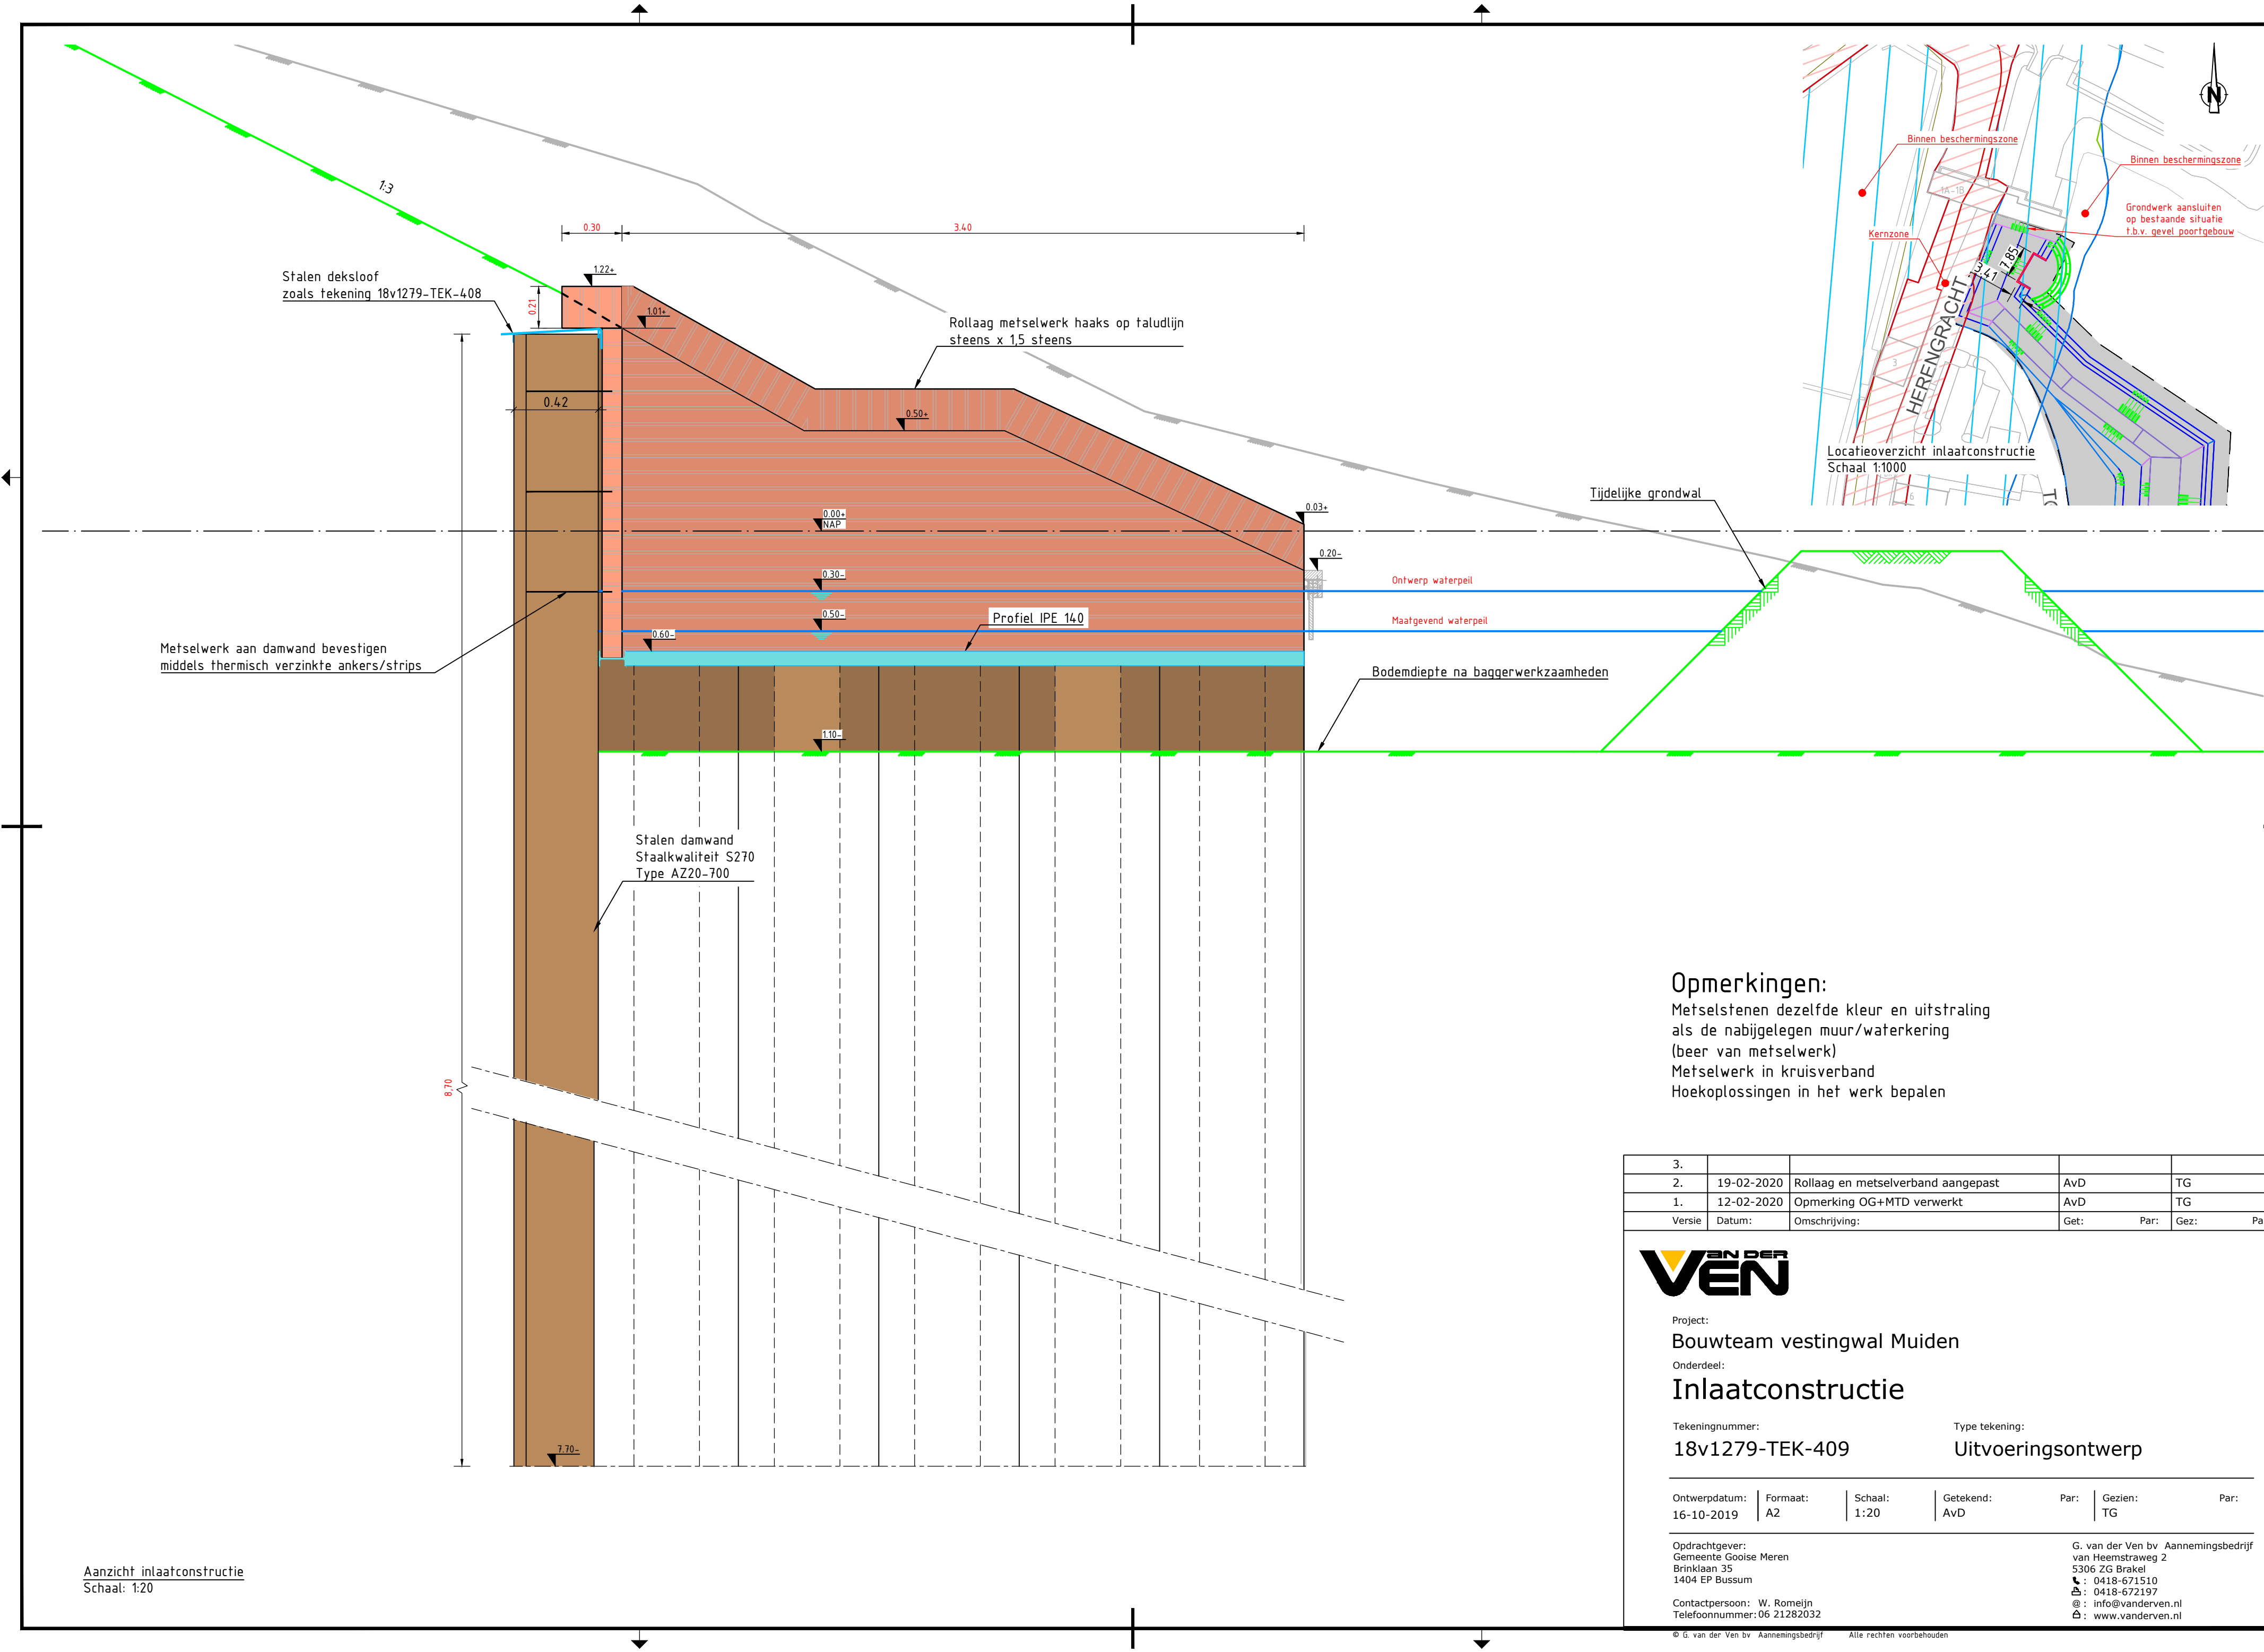 1:3
0.30
3.40
Stalen deksloof
zoals tekening 18v1279-TEK-408
1.22+
0.21
1.01+
Rollaag metselwerk haaks op taludlijn
steens x 1,5 steens
0.42
0.50+
0.00+
NAP
0.03+
0.20-
0.30-
Ontwerp waterpeil
0.50-
Maatgevend waterpeil
0.60-
Profiel IPE 140
Metselwerk aan damwand bevestigen
middels thermisch verzinkte ankers/strips
Bodemdiepte na baggerwerkzaamheden
1.10-
Tijdelijke grondwal
Stalen damwand
Staalkwaliteit S270
Type AZ20-700
8,70
7.70-
Aanzicht inlaatconstructie
Schaal: 1:20
N
Binnen beschermingszone
Binnen beschermingszone
1A-1B
Grondwerk aansluiten
op bestaande situatie
t.b.v. gevel poortgebouw
Kernzone
7.85
3.41
HERENGRACHT
3
6
Locatieoverzicht inlaatconstructie
Schaal 1:1000
Opmerkingen:
Metselstenen dezelfde kleur en uitstraling
als de nabijgelegen muur/waterkering
(beer van metselwerk)
Metselwerk in kruisverband
Hoekoplossingen in het werk bepalen
3.
2. 19-02-2020 Rollaag en metselverband aangepast AvD TG
1. 12-02-2020 Opmerking OG+MTD verwerkt AvD TG
Versie Datum: Omschrijving: Get: Par: Gez: Pa
VAN DER VEN
Project:
Bouwteam vestingwal Muiden
Onderdeel:
Inlaatconstructie
Tekeningnummer: Type tekening:
18v1279-TEK-409 Uitvoeringsontwerp
Ontwerpdatum: Formaat: Schaal: Getekend: Par: Gezien: Par:
16-10-2019 A2 1:20 AvD TG
Opdrachtgever:
Gemeente Gooise Meren
Brinklaan 35
1404 EP Bussum
Contactpersoon: W. Romeijn
Telefoonnummer: 06 21282032
G. van der Ven bv Aannemingsbedrijf
van Heemstraweg 2
5306 ZG Brakel
: 0418-671510
: 0418-672197
@ : info@vanderven.nl
: www.vanderven.nl
© G. van der Ven bv Aannemingsbedrijf Alle rechten voorbehouden